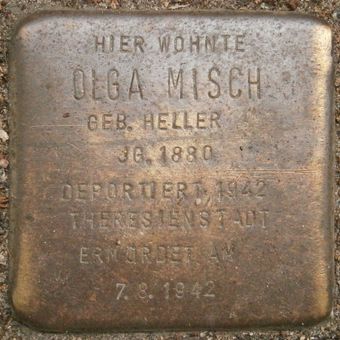 HIER WOHNTE
OLGA MISCH
GEB. HELLER
JG. 1880
DEPORTIERT 1942
THERESIENSTADT
ERMORDET AM
7.8.1942